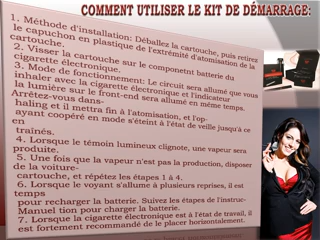 COMMENT UTILISER LE KIT DE DÉMARRAGE:
1. Méthode d'installation: Déballez la cartouche, puis retirez
le capuchon en plastique de l'extrémité d'atomisation de la
cartouche.
2. Visser la cartouche sur le componetnt batterie du
cigarette électronique.
3. Mode de fonctionnement: Le circuit sera allumé que vous
inhaler avec la cigarette électronique et l'indicateur
la lumière sur le front-end sera allumé en même temps.
Arrêtez-vous dans-
haling et il mettra fin à l'atomisation, et l'op-
ayant coopéré en mode s'éteint à l'état de veille jusqu'à ce
en
traînés.
4. Lorsque le témoin lumineux clignote, une vapeur sera
produite.
5. Une fois que la vapeur n'est pas la production, disposer
de la voiture-
cartouche, et répétez les étapes 1 à 4.
6. Lorsque le voyant s'allume à plusieurs reprises, il est
temps
pour recharger la batterie. Suivez les étapes de l'instruc-
Manuel tion pour charger la batterie.
7. Lorsque la cigarette électronique est à l'état de travail, il
est fortement recommandé de le placer horizontalement.